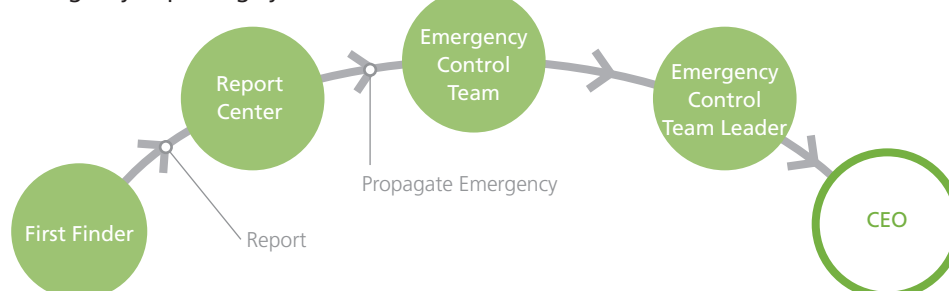 Emergency
Control
Team
Report
Center
Emergency
Control
Team Leader
Propagate Emergency
First Finder
Report
CEO